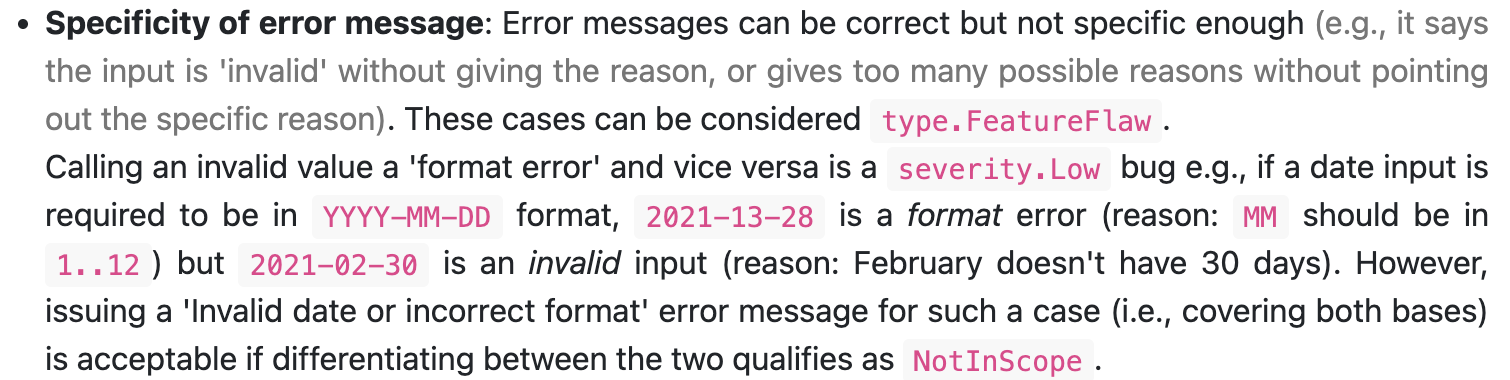 • Specificity of error message: Error messages can be correct but not specific enough (e.g., it says
the input is 'invalid' without giving the reason, or gives too many possible reasons without pointing
out the specific reason). These cases can be considered type.FeatureFlaw.
Calling an invalid value a 'format error' and vice versa is a severity.Low bug e.g., if a date input is
required to be in YYYY-MM-DD format, 2021-13-28 is a format error (reason: MM should be in
1..12) but 2021-02-30 is an invalid input (reason: February doesn't have 30 days). However,
issuing a 'Invalid date or incorrect format' error message for such a case (i.e., covering both bases)
is acceptable if differentiating between the two qualifies as NotInScope.